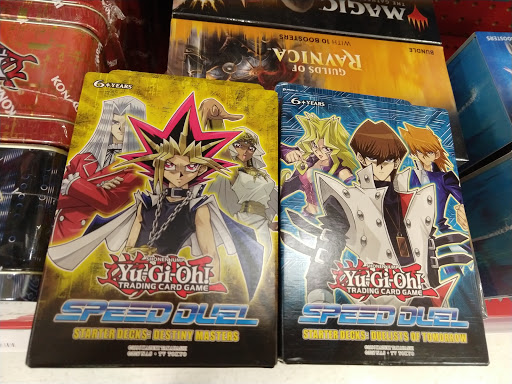 MAGIC
BUNDLE
WITH 10 BOOSTERS
GUILDS OF
RAVNICA
KONAMI
6+YEARS
Yu-Gi-Oh!
TRADING CARD GAME
SPEED DUEL
STARTER DECKS: DESTINY MASTERS
6+YEARS
Yu-Gi-Oh!
TRADING CARD GAME
SPEED DUEL
STARTER DECKS: DUELISTS OF TOMORROW